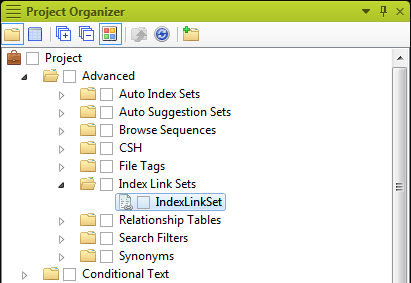 Project Organizer
Project
Advanced
Auto Index Sets
Auto Suggestion Sets
Browse Sequences
CSH
File Tags
Index Link Sets
IndexLinkSet
Relationship Tables
Search Filters
Synonyms
Conditional Text